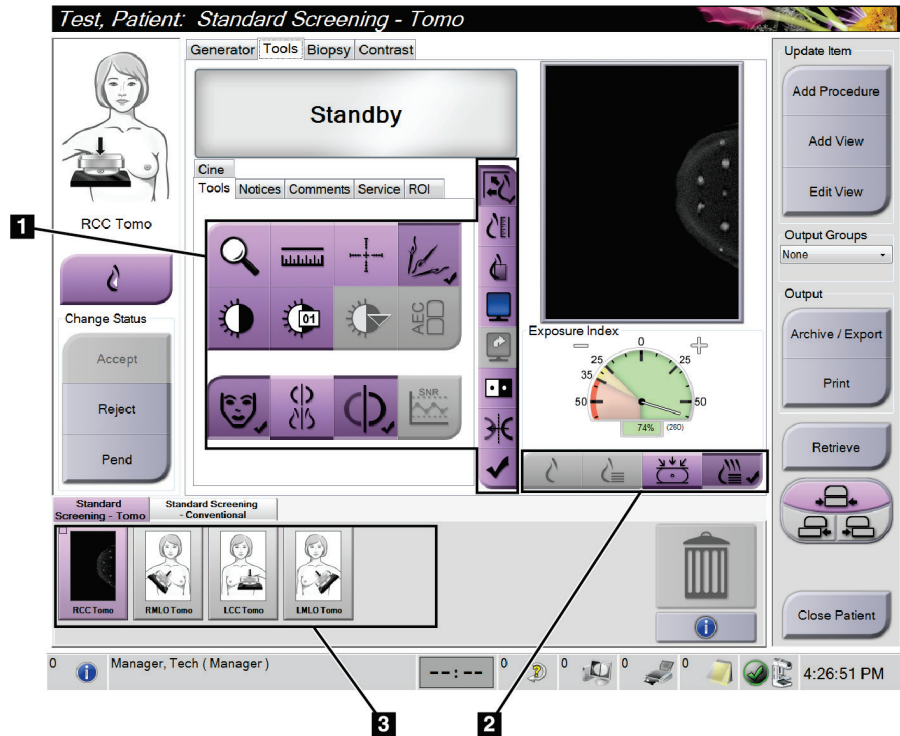 Test, Patient:  Standard Screening - Tomo
Generator Tools Biopsy Contrast
Update Item
Add Procedure
Add View
Edit View
Standby
Cine
Tools Notices Comments Service ROI
RCC Tomo
1
Output Groups
None
01
AEC
Change Status
Accept
Reject
Pend
Exposure Index
0
25 25
35
50 50
74% (260)
Output
Archive / Export
Print
SNR
Retrieve
Standard Screening - Tomo
Standard Screening - Conventional
RCC Tomo
RMLO Tomo
LCC Tomo
LMLO Tomo
Close Patient
0 Manager, Tech ( Manager ) --:-- 0 0 0 0 4:26:51 PM
3 2